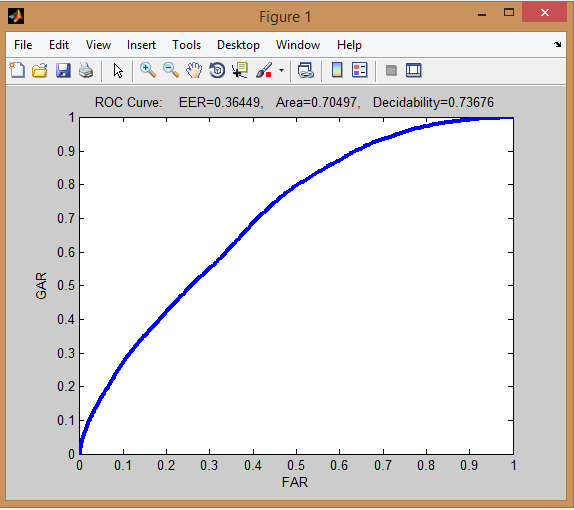 Figure 1
File Edit View Insert Tools Desktop Window Help
ROC Curve: EER=0.36449, Area=0.70497, Decidability=0.73676
1
0.9
0.8
0.7
0.6
0.5
0.4
0.3
0.2
0.1
0
GAR
0 0.1 0.2 0.3 0.4 0.5 0.6 0.7 0.8 0.9 1
FAR